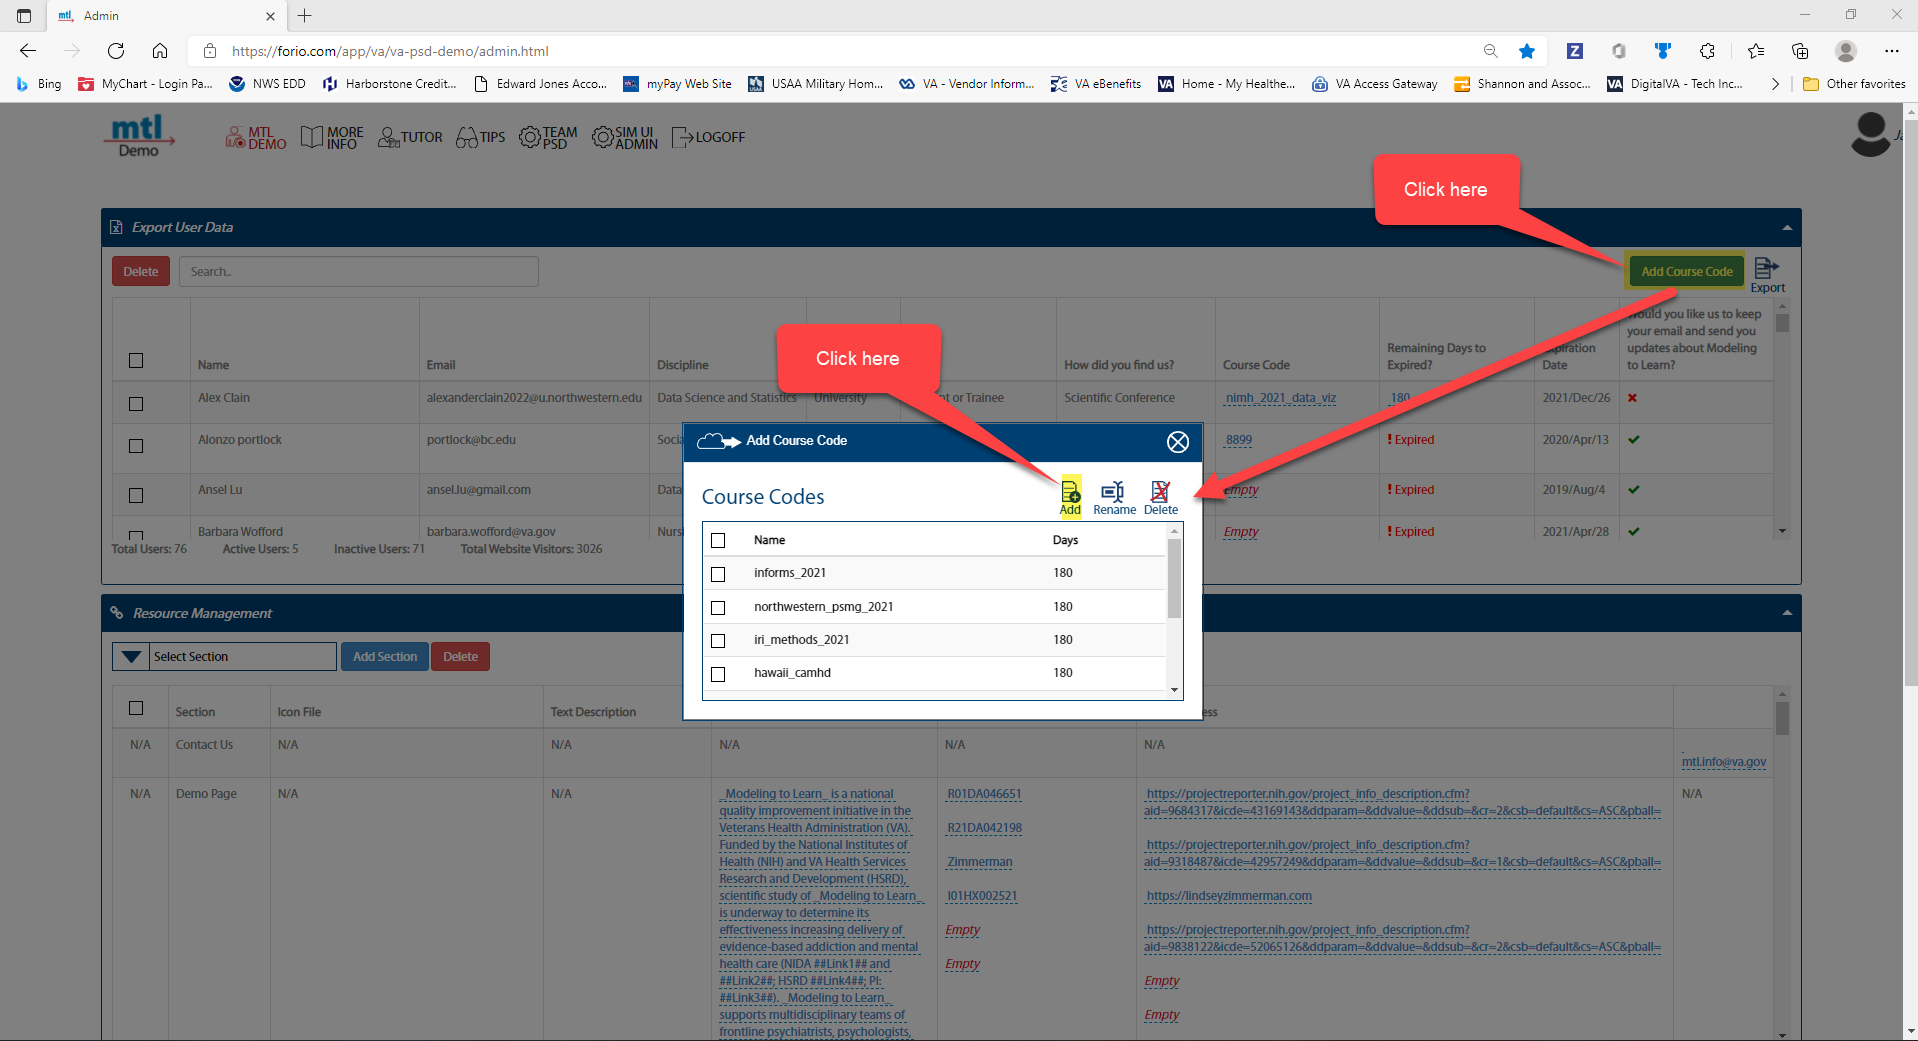 mtl Admin
https://forio.com/app/va/va-psd-demo/admin.html
Bing
MyChart - Login Pa...
NWS EDD
Harborstone Credit...
Edward Jones Acco...
myPay Web Site
USAA Military Hom...
VA - Vendor Inform...
VA eBenefits
VA Home - My Healthe...
VA Access Gateway
Shannon and Assoc...
VA DigitalVA - Tech Inc...
Other favorites
mtl
Demo
MTL
DEMO
MORE
INFO
TUTOR
TIPS
TEAM
PSD
SIM UI
ADMIN
LOGOFF
Click here
Export User Data
Delete
Search..
Add Course Code
Export
Click here
Name
Email
Discipline
How did you find us?
Course Code
Remaining Days to
Expired?
Date
ould you like us to keep
your email and send you
updates about Modeling
to Learn?
Alex Clain alexanderclain2022@u.northwestern.edu Data Science and Statistics University nt or Trainee Scientific Conference nimh_2021_data_viz 180 2021/Dec/26
Alonzo portlock portlock@bc.edu Socia 8899 ! Expired 2020/Apr/13
Ansel Lu ansel.lu@gmail.com Data Empty ! Expired 2019/Aug/4
Barbara Wofford barbara.wofford@va.gov Nursi Empty ! Expired 2021/Apr/28
Total Users: 76 Active Users: 5 Inactive Users: 71 Total Website Visitors: 3026
Add Course Code
Course Codes
Add
Rename
Delete
Name Days
informs_2021 180
northwestern_psmg_2021 180
iri_methods_2021 180
hawaii_camhd 180
Resource Management
Select Section
Add Section
Delete
Section Icon File Text Description ess
N/A Contact Us N/A N/A N/A N/A N/A
mtl.info@va.gov
N/A Demo Page N/A N/A
_Modeling to Learn_ is a national
quality improvement initiative in the
Veterans Health Administration (VA).
Funded by the National Institutes of
Health (NIH) and VA Health Services
Research and Development (HSRD),
scientific study of _Modeling to Learn_
is underway to determine its
effectiveness increasing delivery of
evidence-based addiction and mental
health care (NIDA ##Link1## and
##Link2##; HSRD ##Link4##; PI:
##Link3##). _Modeling to Learn_
supports multidisciplinary teams of
frontline psychiatrists, psychologists,
R01DA046651
R21DA042198
Zimmerman
I01HX002521
Empty
Empty
https://projectreporter.nih.gov/project_info_description.cfm?
aid=9684317&icde=43169143&ddparam=&ddvalue=&ddsub=&cr=2&csb=default&cs=ASC&pball=
https://projectreporter.nih.gov/project_info_description.cfm?
aid=9318487&icde=42957249&ddparam=&ddvalue=&ddsub=&cr=1&csb=default&cs=ASC&pball=
https://lindseyzimmerman.com
https://projectreporter.nih.gov/project_info_description.cfm?
aid=9838122&icde=52065126&ddparam=&ddvalue=&ddsub=&cr=2&csb=default&cs=ASC&pball=
Empty
Empty
N/A